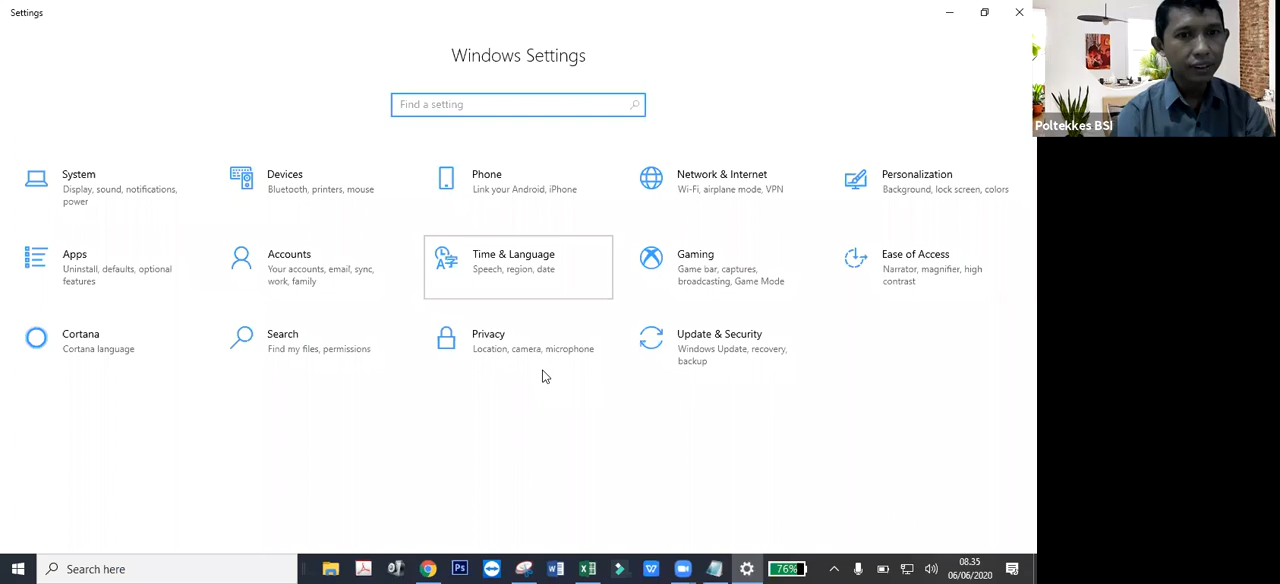 Settings
Windows Settings
Find a setting
System
Display, sound, notifications,
power
Devices
Bluetooth, printers, mouse
Phone
Link your Android, iPhone
Network & Internet
Wi-Fi, airplane mode, VPN
Personalization
Background, lock screen, colors
Apps
Uninstall, defaults, optional
features
Accounts
Your accounts, email, sync,
work, family
Time & Language
Speech, region, date
Gaming
Game bar, captures,
broadcasting, Game Mode
Ease of Access
Narrator, magnifier, high
contrast
Cortana
Cortana language
Search
Find my files, permissions
Privacy
Location, camera, microphone
Update & Security
Windows Update, recovery,
backup
Poltekkes BSI
Search here
Ps
76%
08.35
06/06/2020